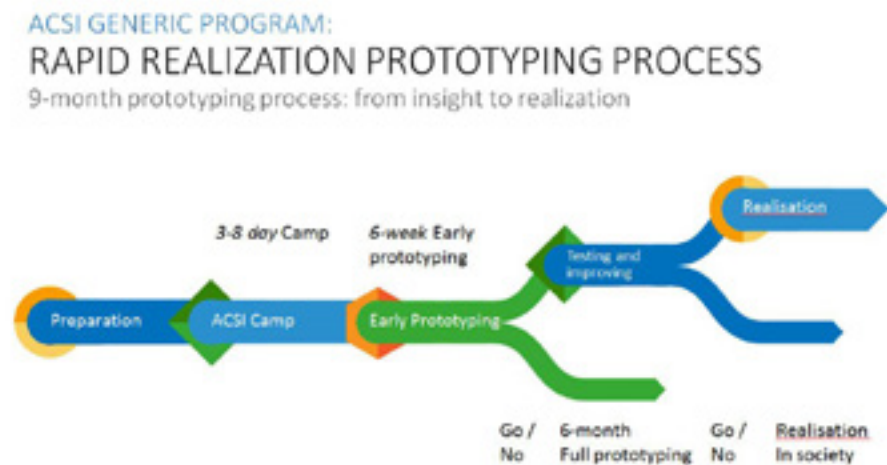 ACSI GENERIC PROGRAM:
RAPID REALIZATION PROTOTYPING PROCESS
9-month prototyping process: from insight to realization
3-8 day Camp
6-week Early
prototyping
Preparation
ACSI Camp
Early Prototyping
Testing and
improving
Realisation
Go /
No
6-month
Full prototyping
Go /
No
Realisation
In society